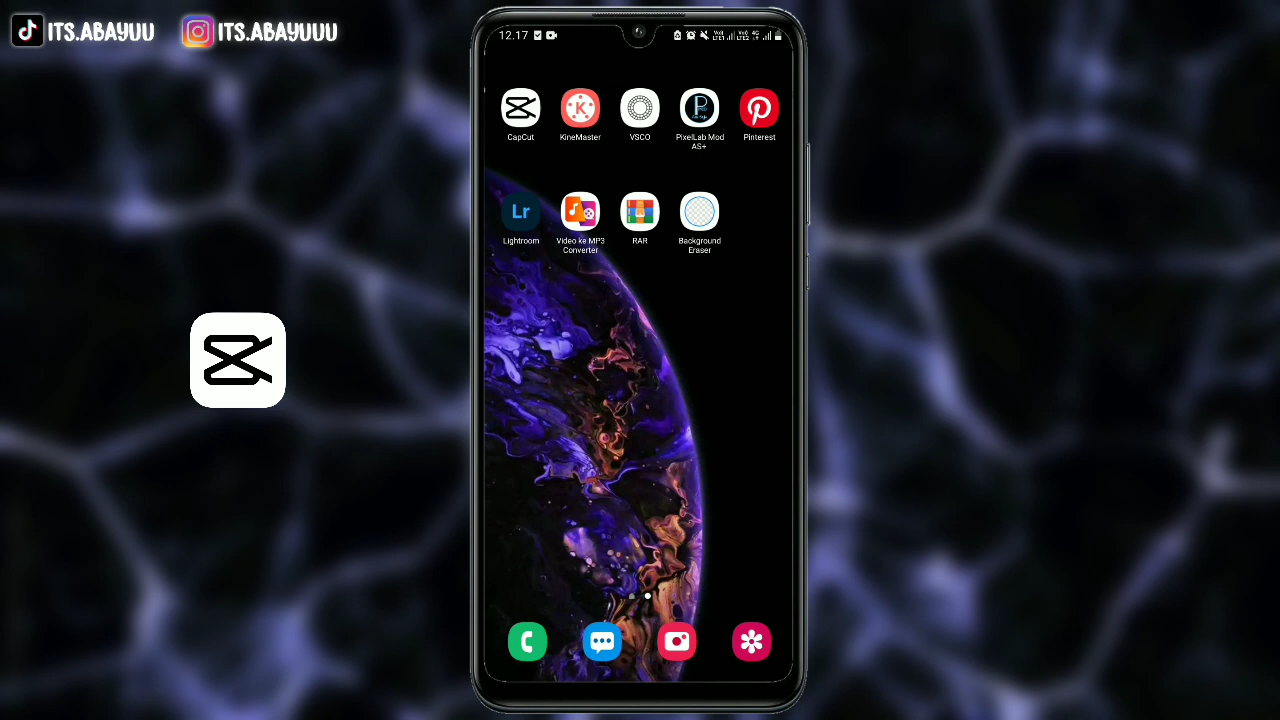 ITS.ABAYUU
ITS.ABAYUUU
12.17
CapCut
KineMaster
VSCO
PixelLab Mod
AS+
Pinterest
Lr
Lightroom
Video ke MP3
Converter
RAR
Background
Eraser